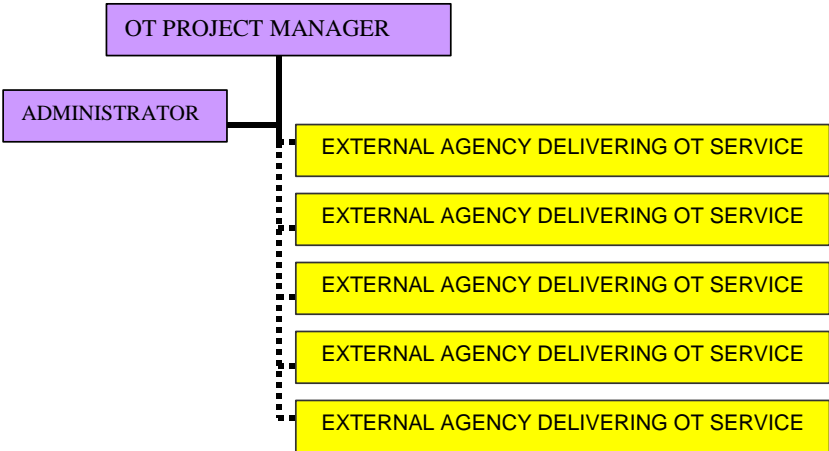 OT PROJECT MANAGER
ADMINISTRATOR
EXTERNAL AGENCY DELIVERING OT SERVICE
EXTERNAL AGENCY DELIVERING OT SERVICE
EXTERNAL AGENCY DELIVERING OT SERVICE
EXTERNAL AGENCY DELIVERING OT SERVICE
EXTERNAL AGENCY DELIVERING OT SERVICE